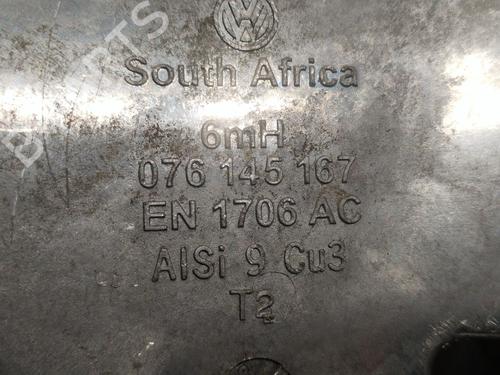 South Africa
6mH
076 145 167
EN 1706 AC
AlSi 9 Cu3
T2